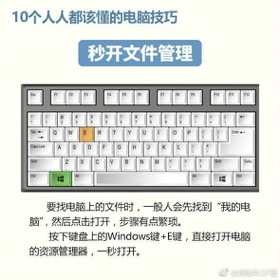 10个人人都该懂的电脑技巧
秒开文件管理
要找电脑上的文件时，一般人会先找到“我的电
脑”，然后点击打开，步骤有点繁琐。
按下键盘上的Windows键+E键，直接打开电脑
的资源管理器，一秒打开。